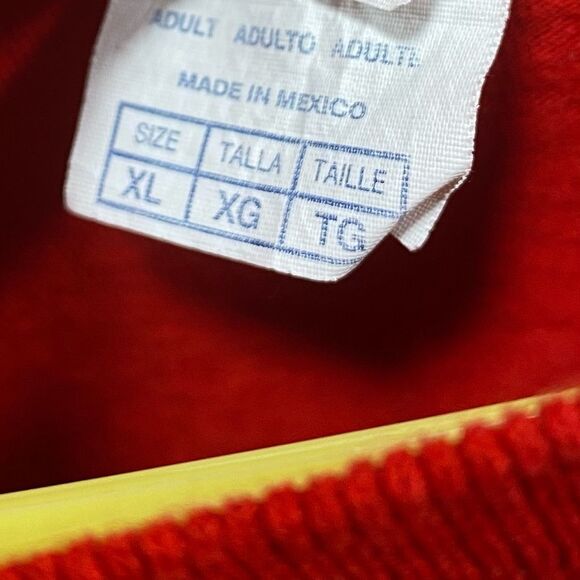 ADULT ADULTO ADULTE
MADE IN MEXICO
SIZE TALLA TAILLE
XL XG TG